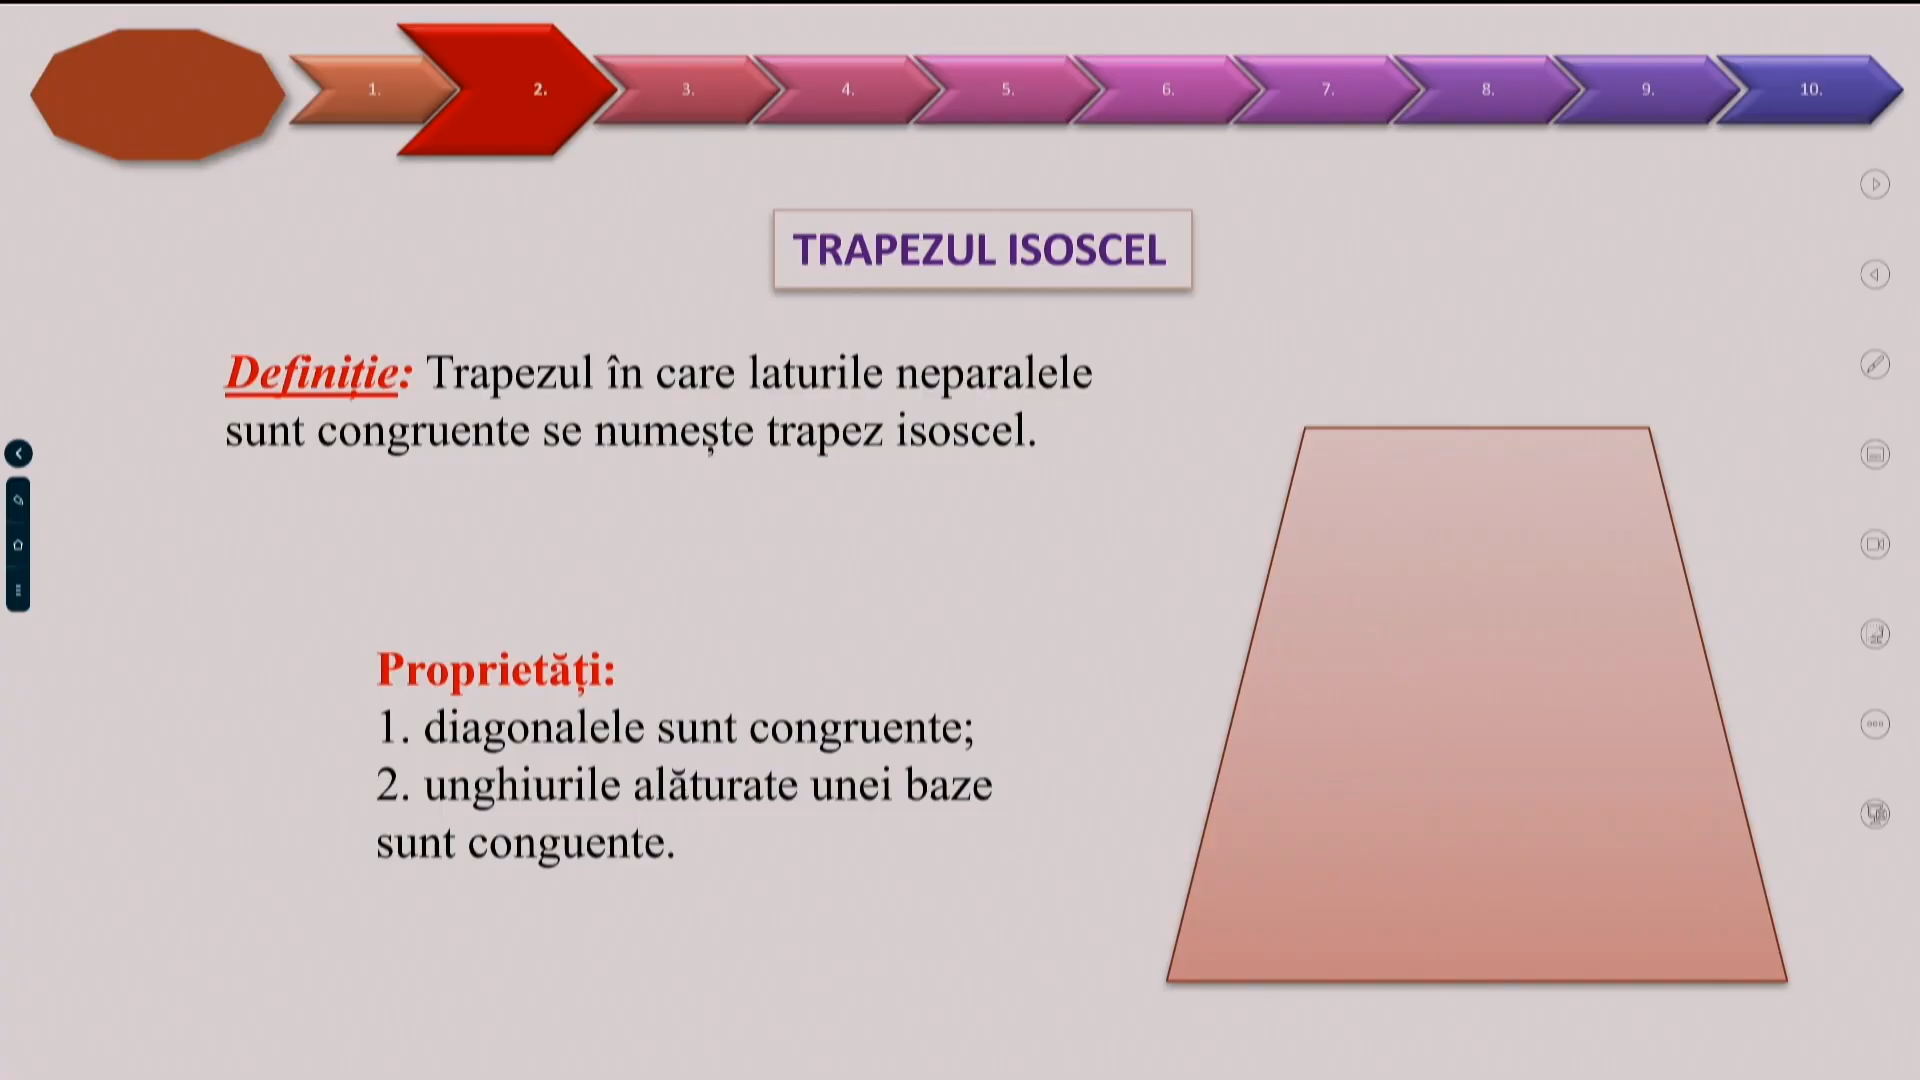 1.
2.
3.
4.
5.
6.
7.
8.
9.
10.
TRAPEZUL ISOSCEL
Definiție: Trapezul în care laturile neparalele
sunt congruente se numește trapez isoscel.
Proprietăți:
1. diagonalele sunt congruente;
2. unghiurile alăturate unei baze
sunt conguente.